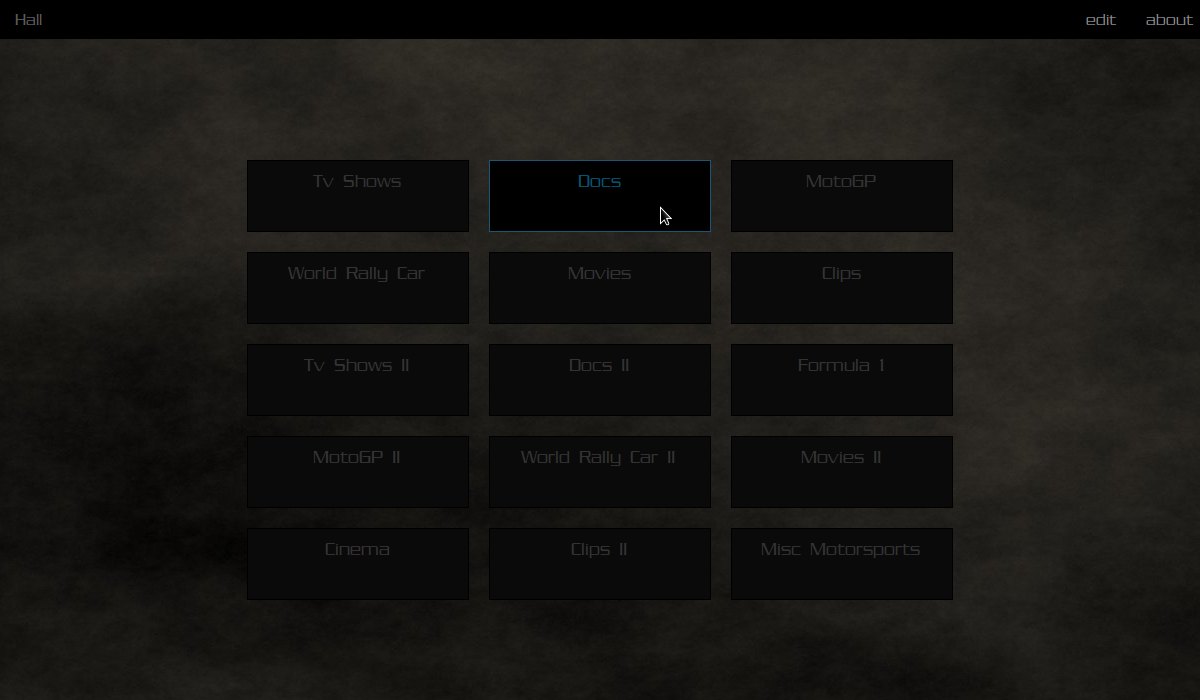 Hall edit about
Tv Shows Docs MotoGP
World Rally Car Movies Clips
Tv Shows II Docs II Formula 1
MotoGP II World Rally Car II Movies II
Cinema Clips II Misc Motorsports